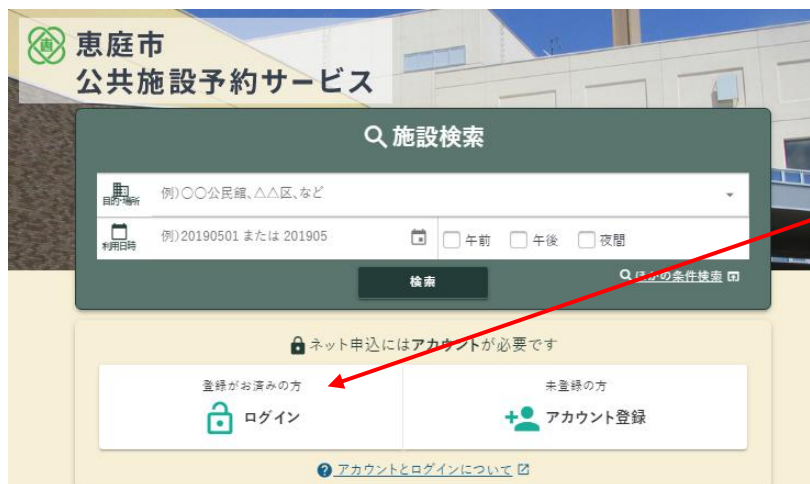 恵庭市
公共施設予約サービス
施設検索
目的・場所 例)〇〇公民館、△△区、など
利用日時 例)20190501 または 201905 午前 午後 夜間
検索 ほかの条件検索
ネット申込にはアカウントが必要です
登録がお済みの方 未登録の方
ログイン アカウント登録
アカウントとログインについて